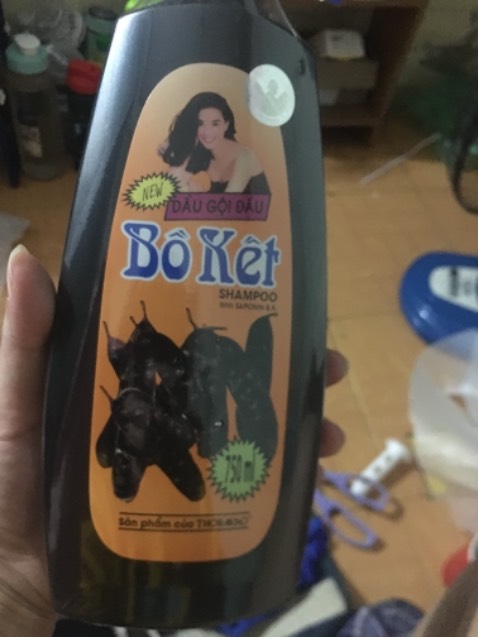 NEW
DẦU GỘI ĐẦU
Bồ Kết
SHAMPOO
750 ml
Sản phẩm của